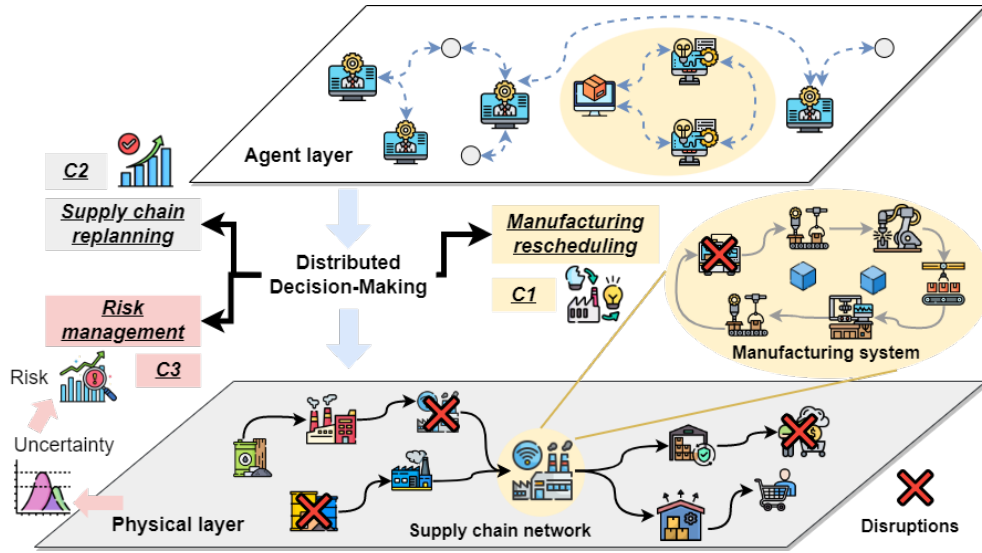 Agent layer
C2
Supply chain
replanning
Distributed
Decision-Making
Manufacturing
rescheduling
C1
Risk
management
C3
Manufacturing system
Risk
Uncertainty
Physical layer
Supply chain network
Disruptions